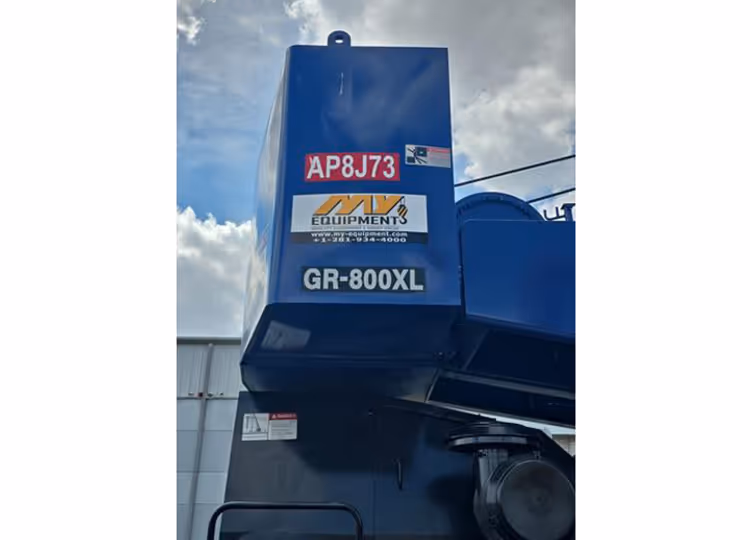 AP8J73
MY
EQUIPMENT
www.my-equipment.com
+1-281-934-4000
GR-800XL